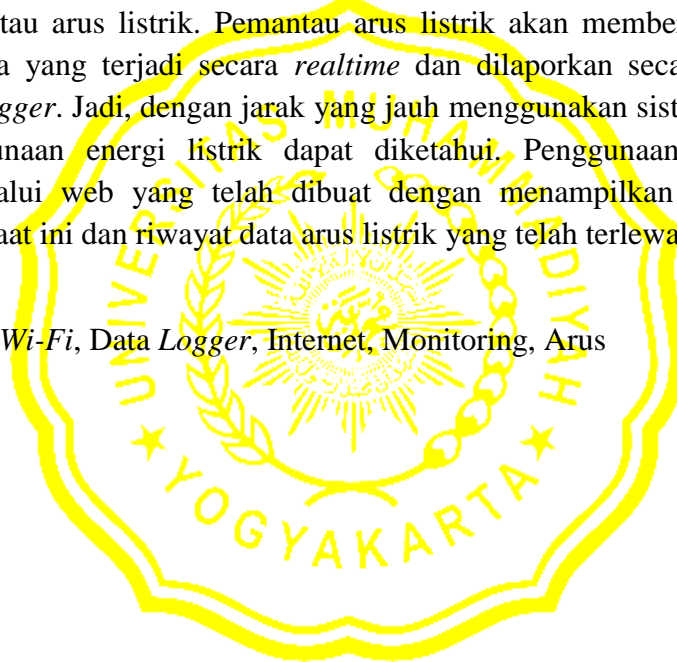 tau arus listrik. Pemantau arus listrik akan member
a yang terjadi secara realtime dan dilaporkan seca
gger. Jadi, dengan jarak yang jauh menggunakan sist
unaan energi listrik dapat diketahui. Penggunaan
alui web yang telah dibuat dengan menampilkan
aat ini dan riwayat data arus listrik yang telah terlewa
Wi-Fi, Data Logger, Internet, Monitoring, Arus
UNIVERSITAS MUHAMMADIYAH
YOGYAKARTA